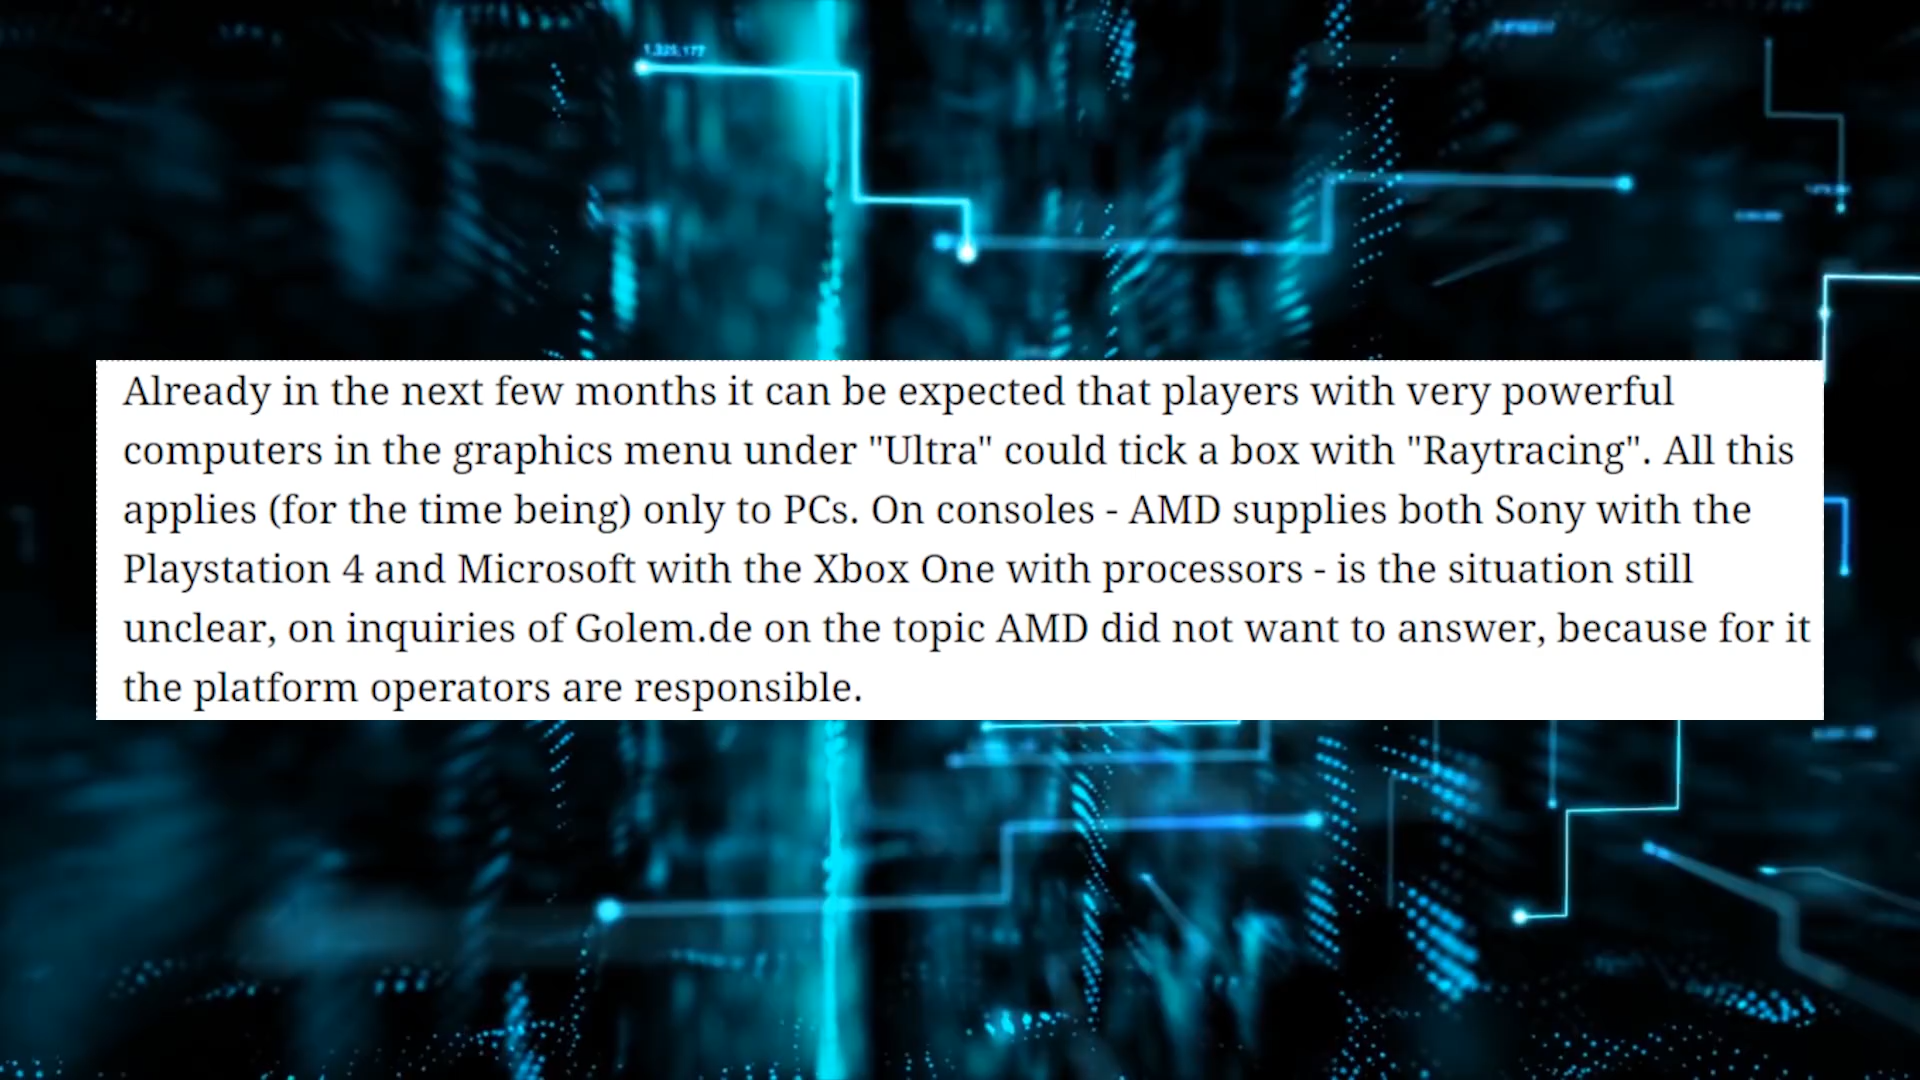 Already in the next few months it can be expected that players with very powerful
computers in the graphics menu under "Ultra" could tick a box with "Raytracing". All this
applies (for the time being) only to PCs. On consoles - AMD supplies both Sony with the
Playstation 4 and Microsoft with the Xbox One with processors - is the situation still
unclear, on inquiries of Golem.de on the topic AMD did not want to answer, because for it
the platform operators are responsible.